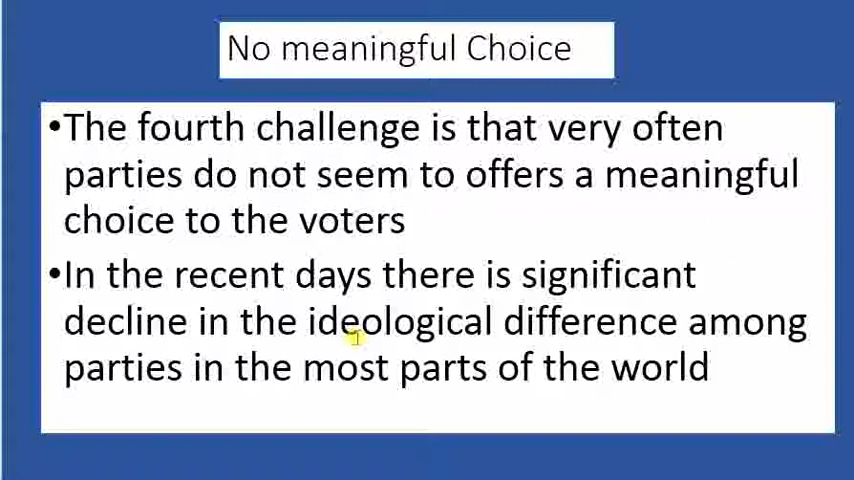 No meaningful Choice
•The fourth challenge is that very often
parties do not seem to offers a meaningful
choice to the voters
•In the recent days there is significant
decline in the ideological difference among
parties in the most parts of the world